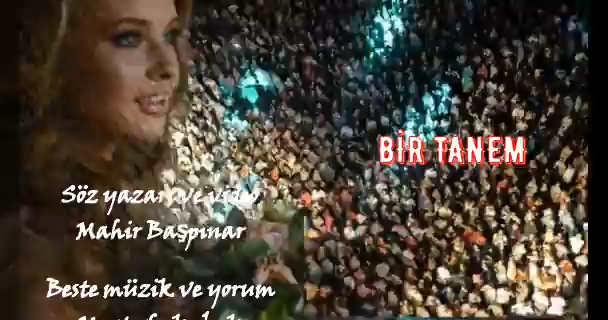 BİR TANEM
Söz yazarı ve video
Mahir Başpınar
Beste müzik ve yorum